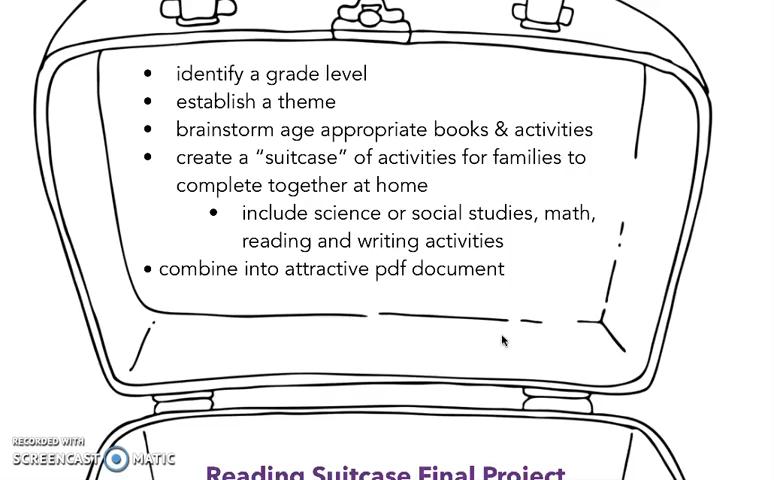 • identify a grade level
• establish a theme
• brainstorm age appropriate books & activities
• create a “suitcase” of activities for families to
complete together at home
• include science or social studies, math,
reading and writing activities
• combine into attractive pdf document
RECORDED WITH
SCREENCAST MATIC
Reading Suitcase Final Project